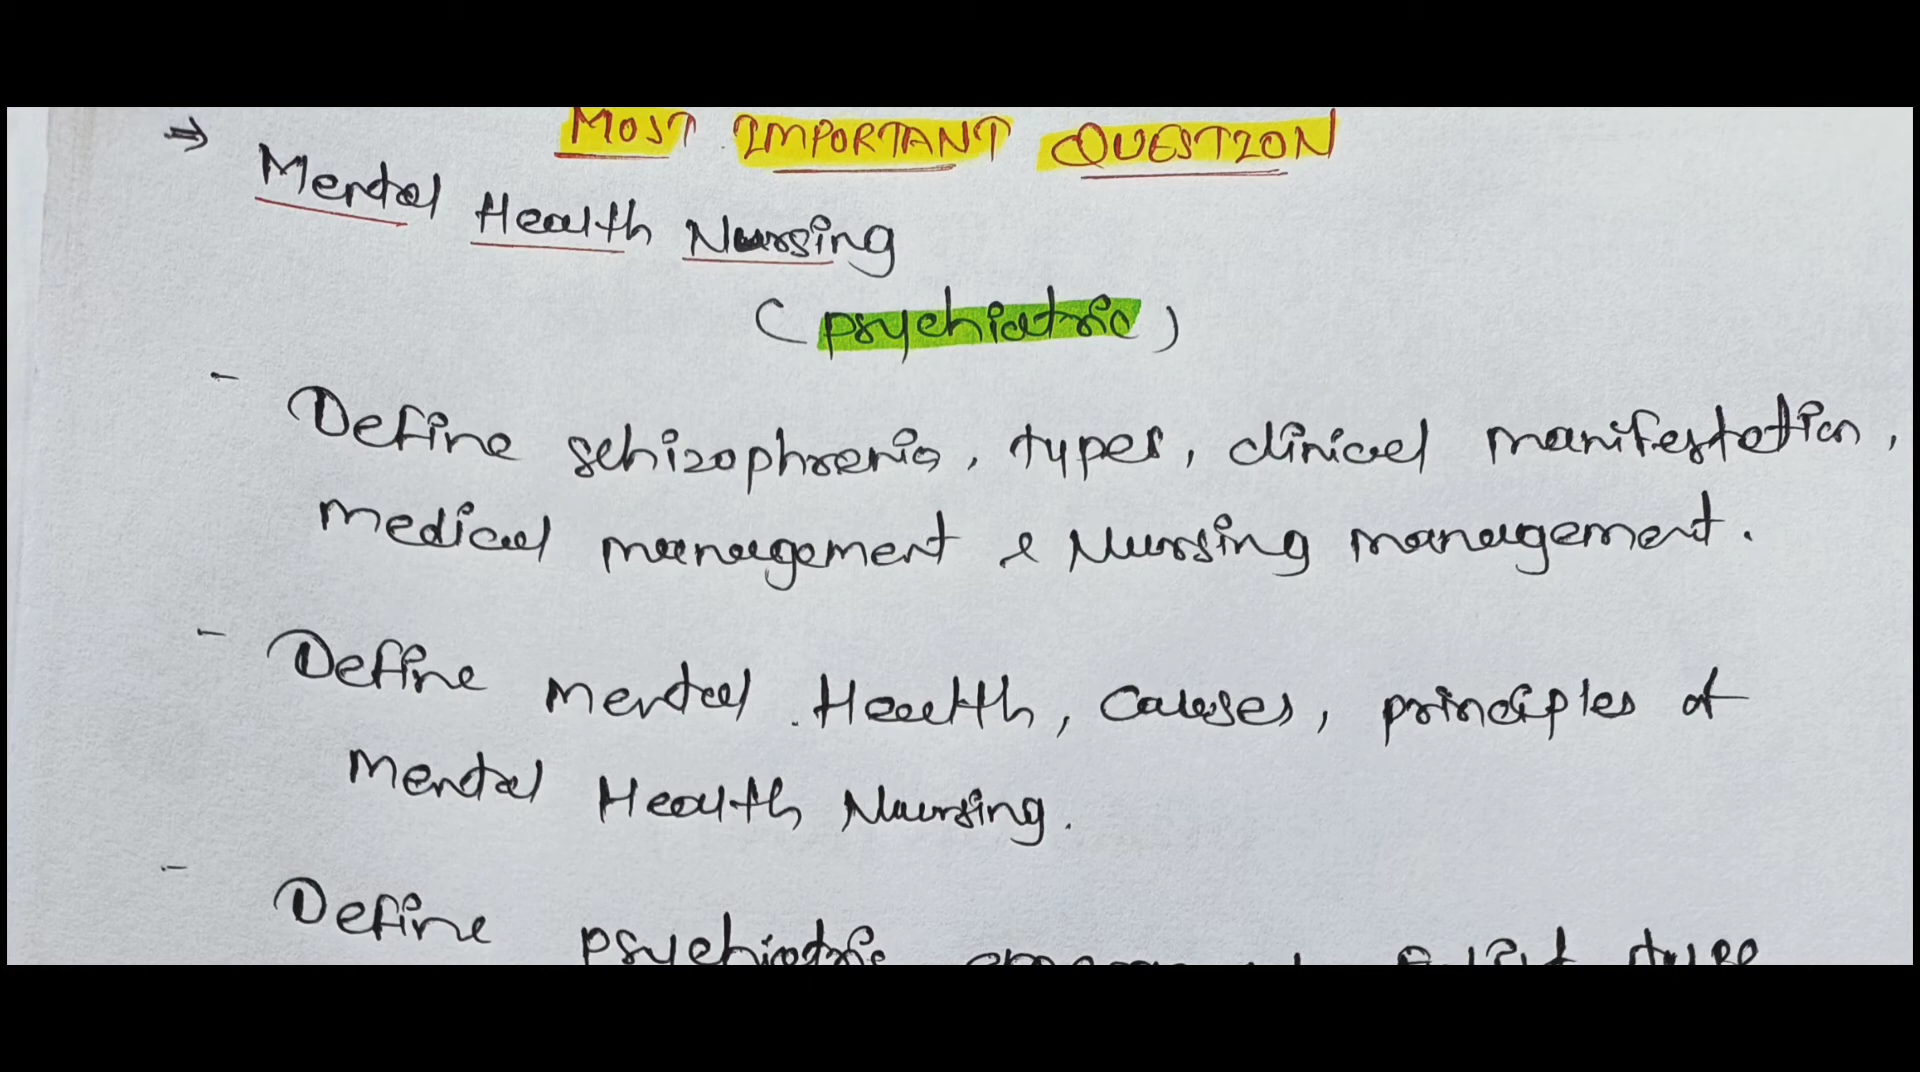 MOST IMPORTANT QUESTION
⇒ Mental Health Nursing
(psychiatric)
- Define schizophrenia, types, clinical manifestation,
medical management & Nursing management.
- Define mental Health, causes, principles of
mental Health Nursing.
- Define psychiatric